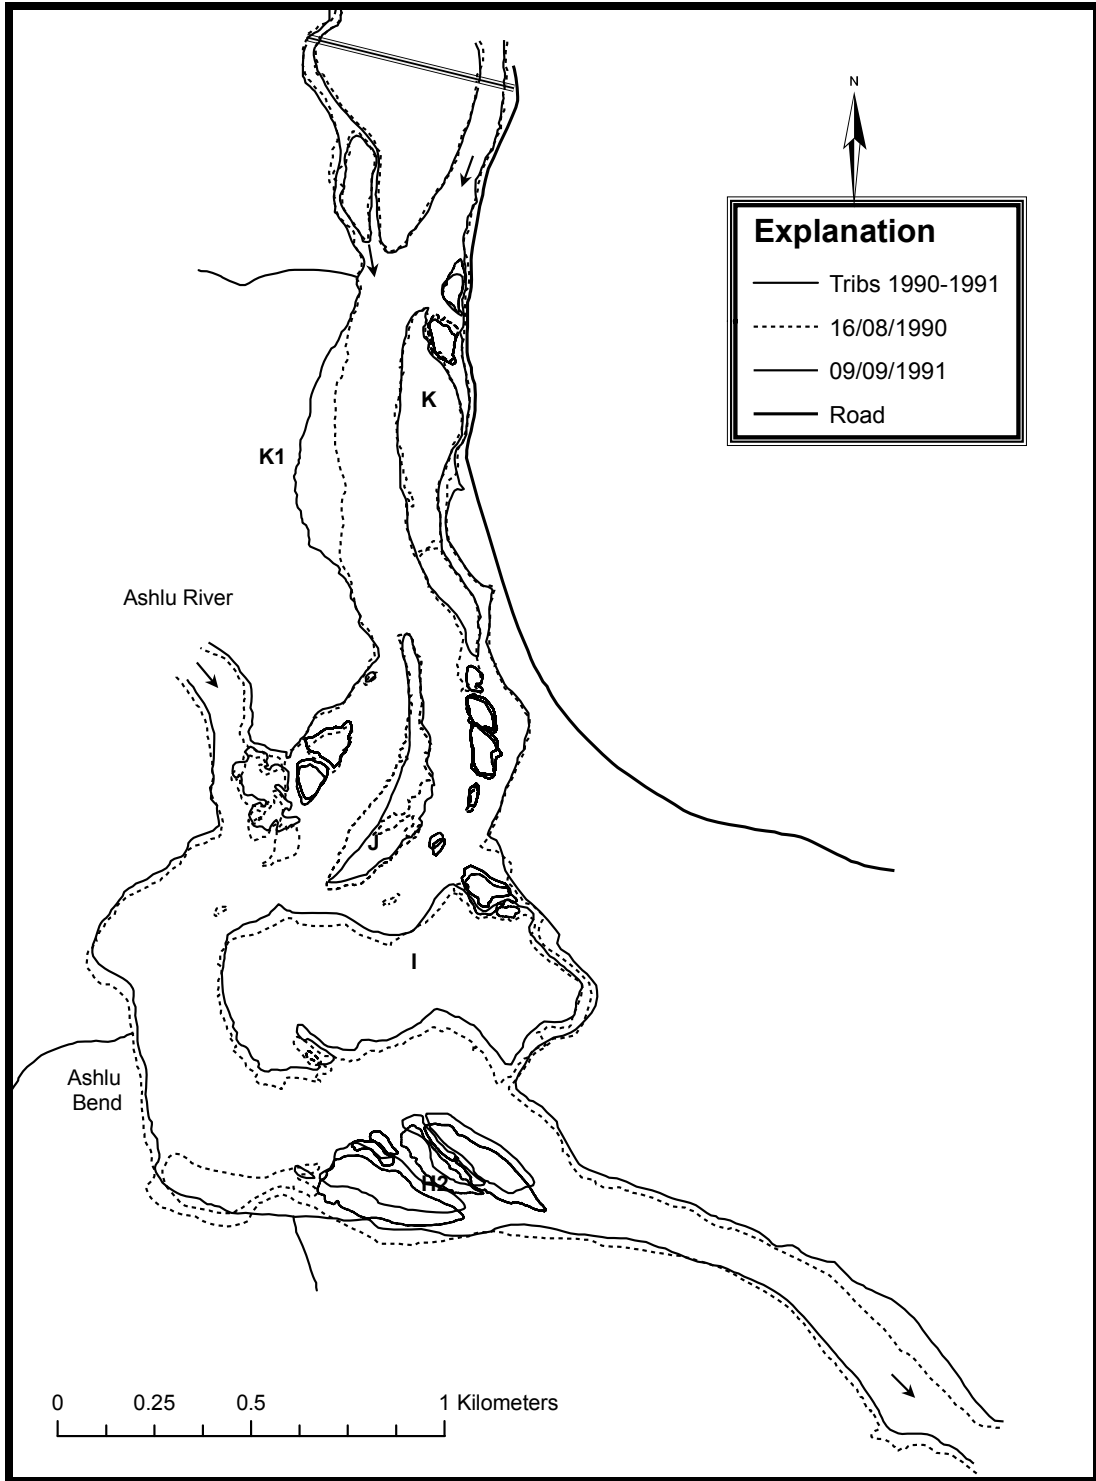 N
Explanation
Tribs 1990-1991
16/08/1990
09/09/1991
Road
K
K1
Ashlu River
J
I
Ashlu
Bend
H2
0 0.25 0.5 1 Kilometers